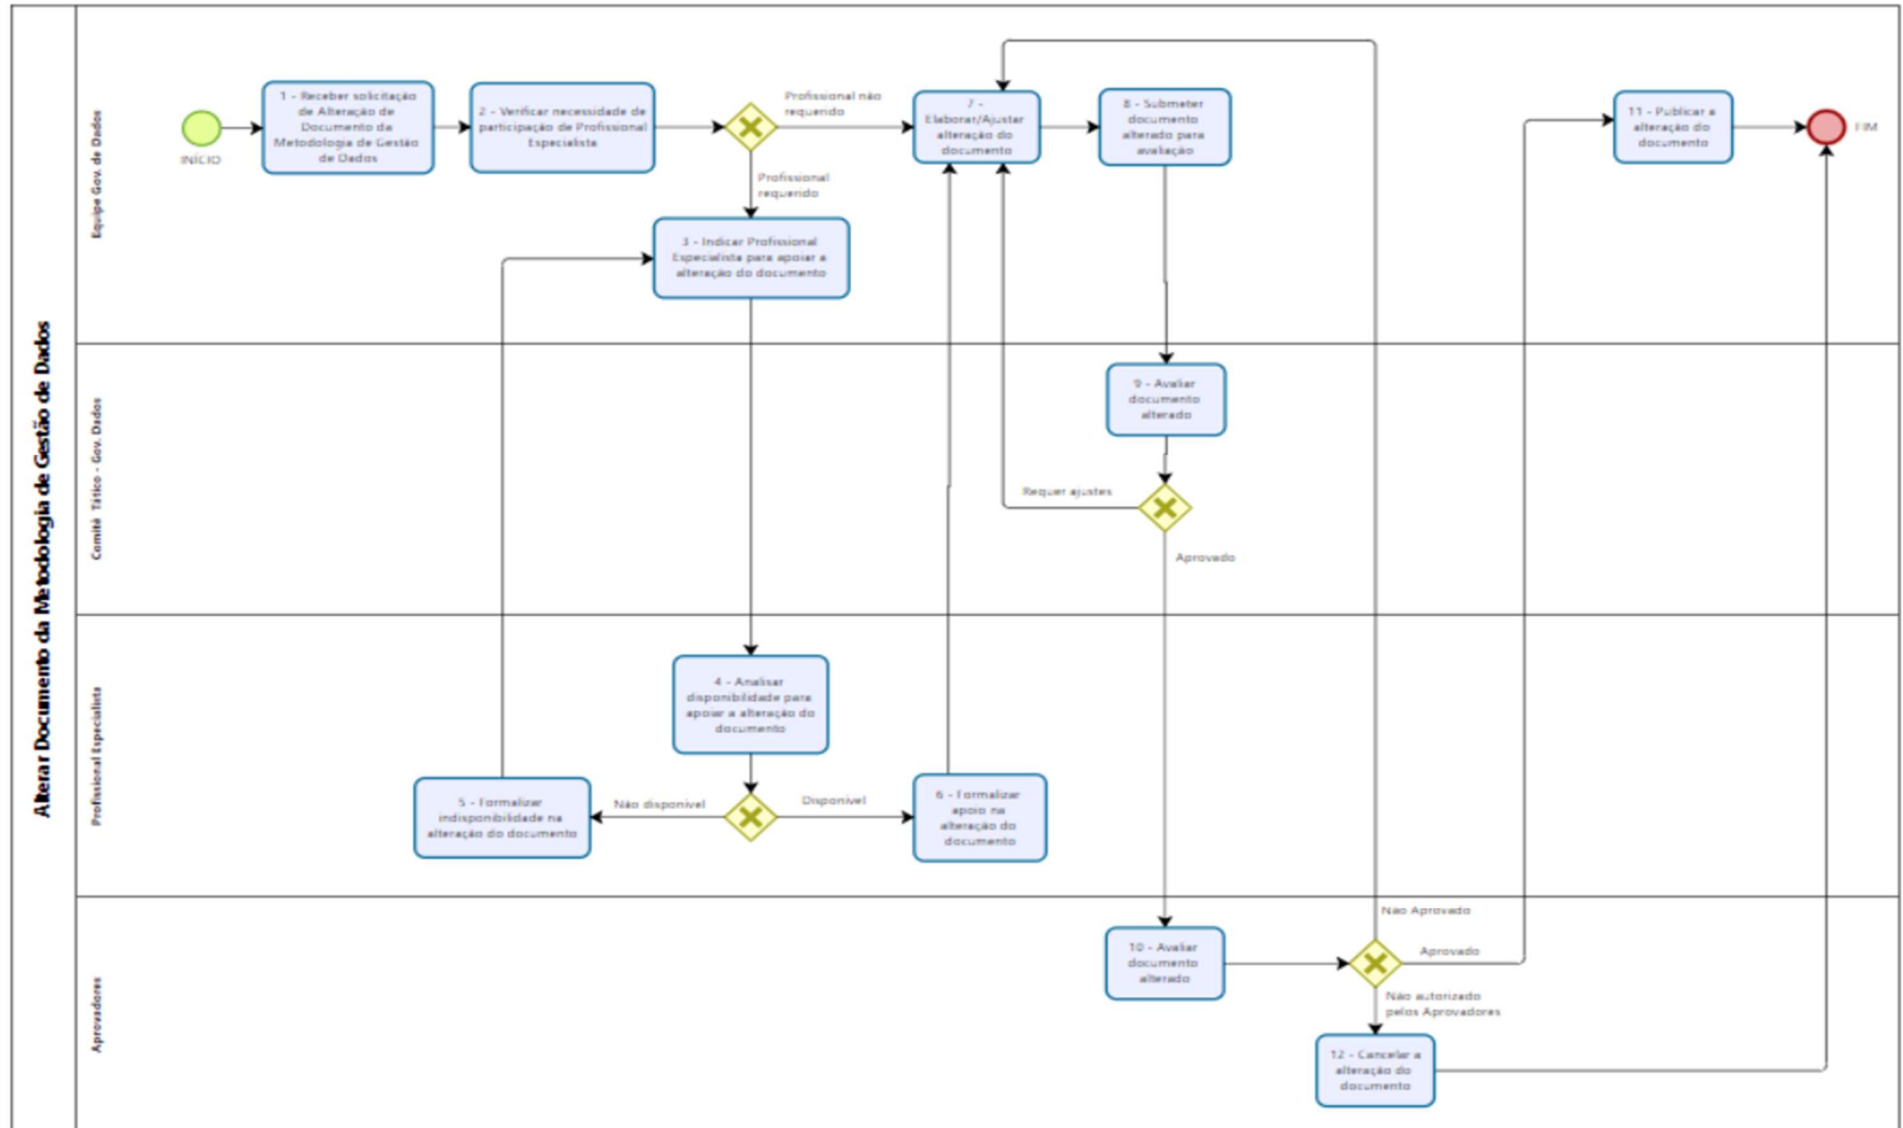 Alterar Documento da Metodologia de Gestão de Dados
Equipe Gov. de Dados
INÍCIO
1 - Receber solicitação
de Alteração de
Documento da
Metodologia de Gestão
de Dados
2 - Verificar necessidade de
participação de Profissional
Especialista
Profissional não
requerido
Profissional
requerido
3 - Indicar Profissional
Especialista para apoiar a
alteração do documento
7 -
Elaborar/Ajustar
alteração do
documento
8 - Submeter
documento
alterado para
avaliação
11 - Publicar a
alteração do
documento
FIM
Comitê Tático - Gov. Dados
9 - Avaliar
documento
alterado
Requer ajustes
Aprovado
Profissional Especialista
4 - Analisar
disponibilidade para
apoiar a alteração do
documento
Não disponível
Disponível
5 - Formalizar
indisponibilidade na
alteração do documento
6 - Formalizar
apoio na
alteração do
documento
Aprovadores
10 - Avaliar
documento
alterado
Não Aprovado
Aprovado
Não autorizado
pelos Aprovadores
12 - Cancelar a
alteração do
documento